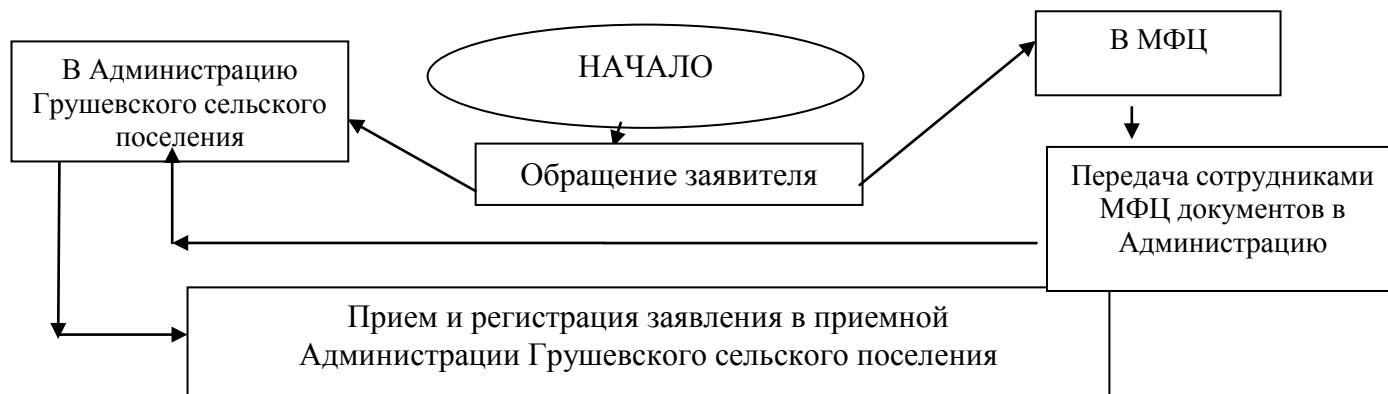 НАЧАЛО
В МФЦ
В Администрацию
Грушевского сельского
поселения
Обращение заявителя
Передача сотрудниками
МФЦ документов в
Администрацию
Прием и регистрация заявления в приемной
Администрации Грушевского сельского поселения